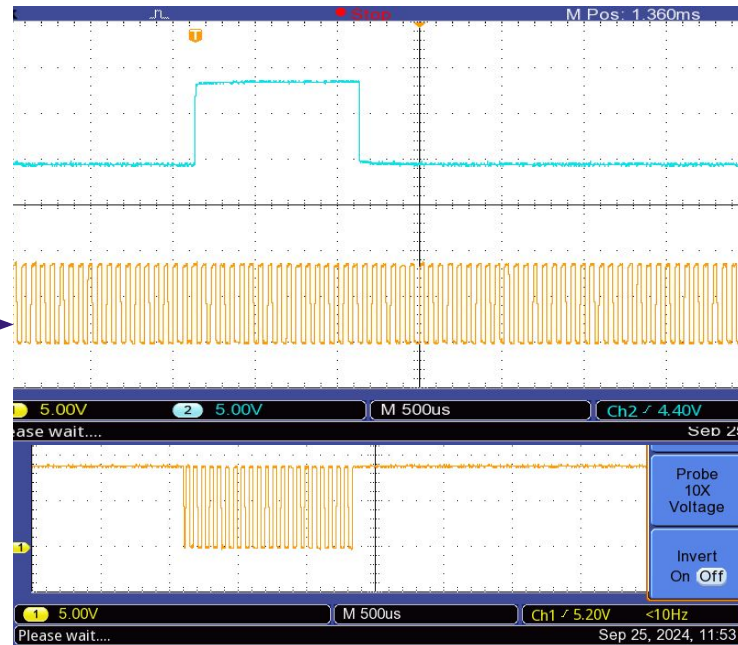 Stop M Pos: 1.360ms
T
5.00V 2 5.00V M 500us Ch2 4.40V
ease wait....
Sep 2
Probe
10X
Voltage
1
Invert
On Off
1 5.00V M 500us Ch1 5.20V <10Hz
Please wait.... Sep 25, 2024, 11:53